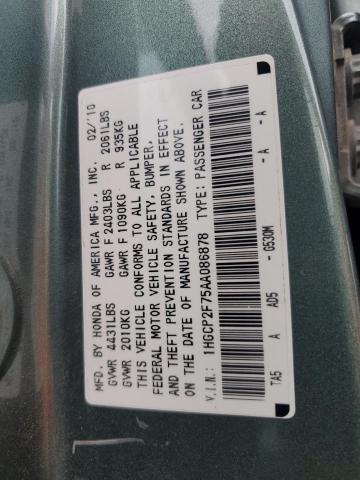 MFD. BY HONDA OF AMERICA MFG., INC. 02/'10
GVWR 4431LBS GAWR F 2403LBS R 2061LBS
GVWR 2010KG GAWR F 1090KG R 935KG
THIS VEHICLE CONFORMS TO ALL APPLICABLE
FEDERAL MOTOR VEHICLE SAFETY, BUMPER,
AND THEFT PREVENTION STANDARDS IN EFFECT
ON THE DATE OF MANUFACTURE SHOWN ABOVE.
V.I.N.: 1HGCP2F75AA086878 TYPE: PASSENGER CAR
TA5 A AD5 -G530M -A -A